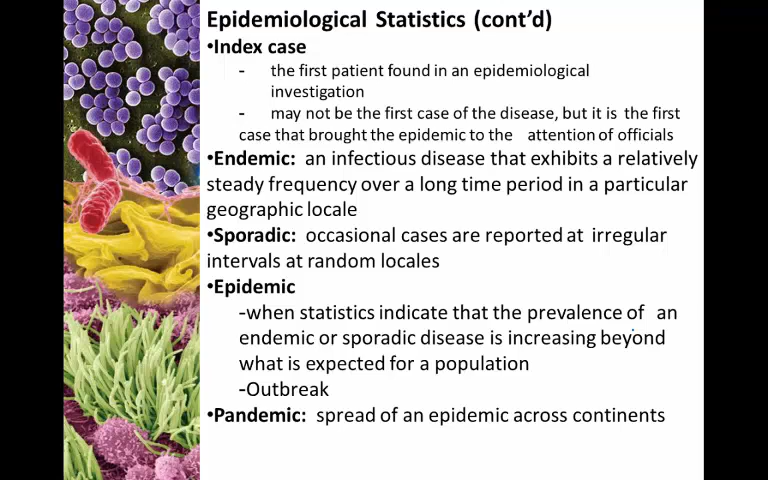 Epidemiological Statistics (cont’d)
•Index case
- the first patient found in an epidemiological
investigation
- may not be the first case of the disease, but it is the first
case that brought the epidemic to the attention of officials
•Endemic: an infectious disease that exhibits a relatively
steady frequency over a long time period in a particular
geographic locale
•Sporadic: occasional cases are reported at irregular
intervals at random locales
•Epidemic
-when statistics indicate that the prevalence of an
endemic or sporadic disease is increasing beyond
what is expected for a population
-Outbreak
•Pandemic: spread of an epidemic across continents